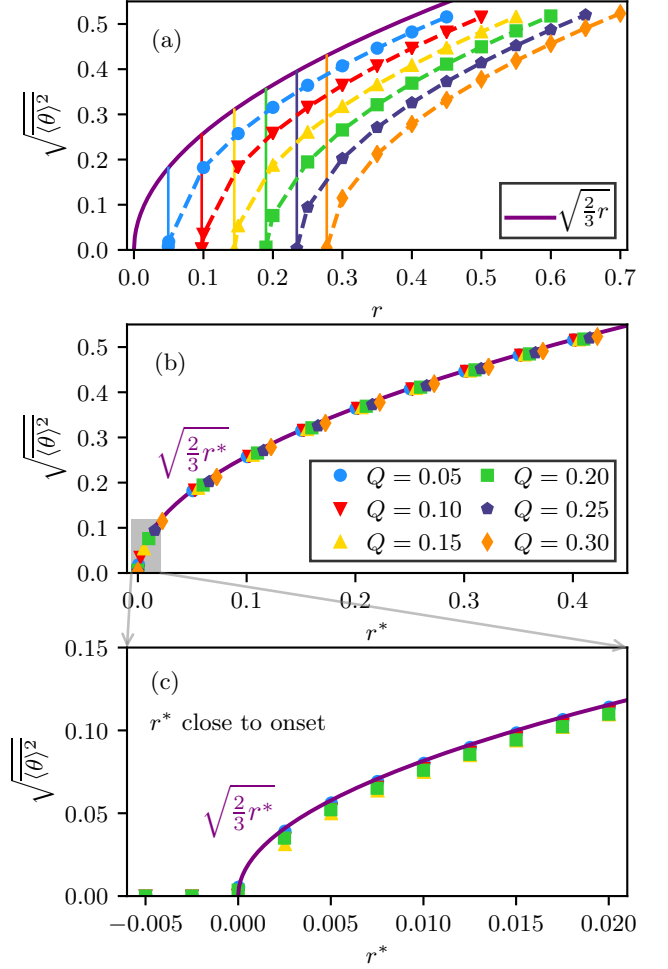 (a)
0.5
0.4
0.3
0.2
0.1
0.0
√⟨θ⟩²
√2/3 r
0.0 0.1 0.2 0.3 0.4 0.5 0.6 0.7
r
(b)
0.5
0.4
0.3
0.2
0.1
0.0
√⟨θ⟩²
√2/3 r*
Q = 0.05 Q = 0.20
Q = 0.10 Q = 0.25
Q = 0.15 Q = 0.30
0.0 0.1 0.2 0.3 0.4
r*
(c)
r* close to onset
0.15
0.10
0.05
0.00
√⟨θ⟩²
√2/3 r*
−0.005 0.000 0.005 0.010 0.015 0.020
r*